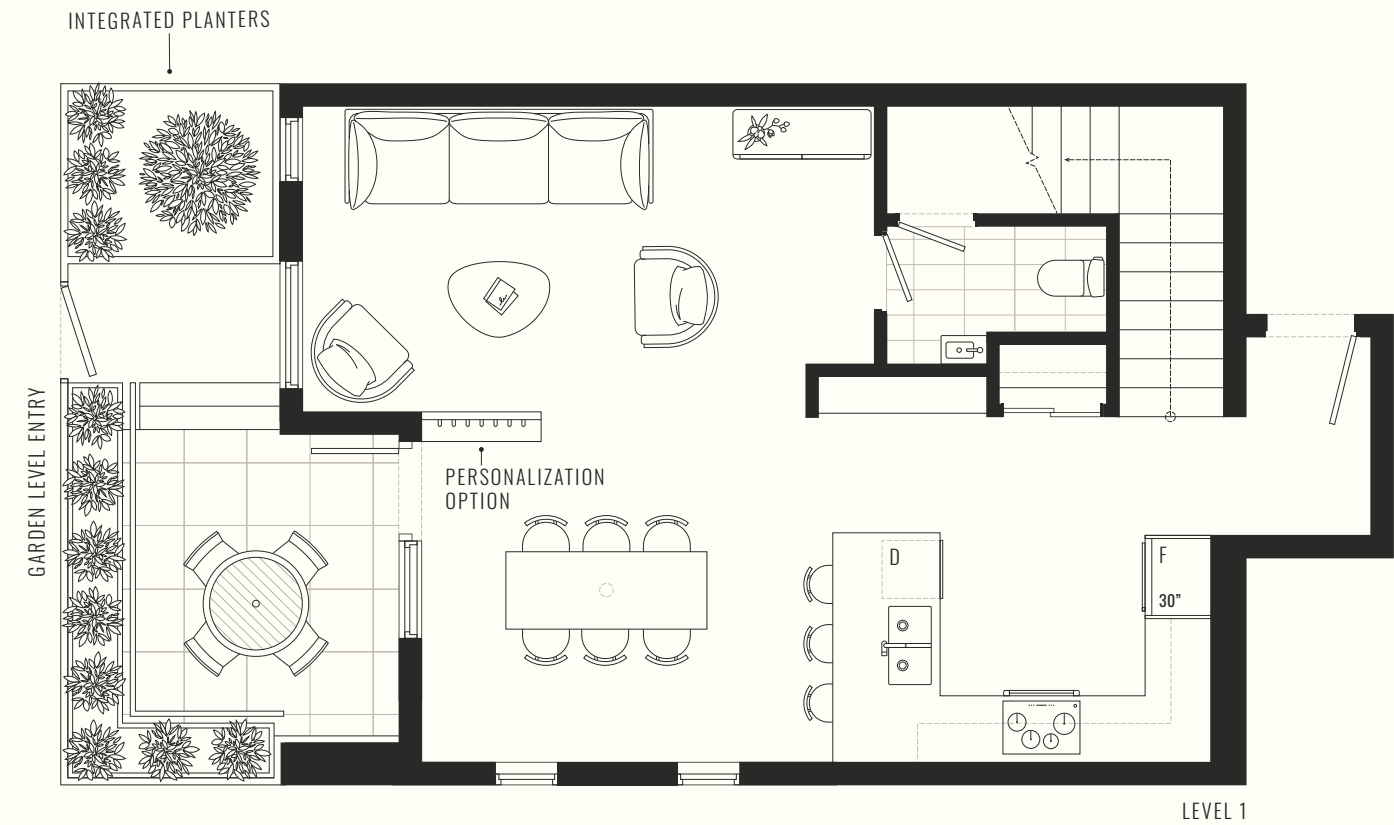 INTEGRATED PLANTERS
GARDEN LEVEL ENTRY
PERSONALIZATION
OPTION
D
F
30”
LEVEL 1